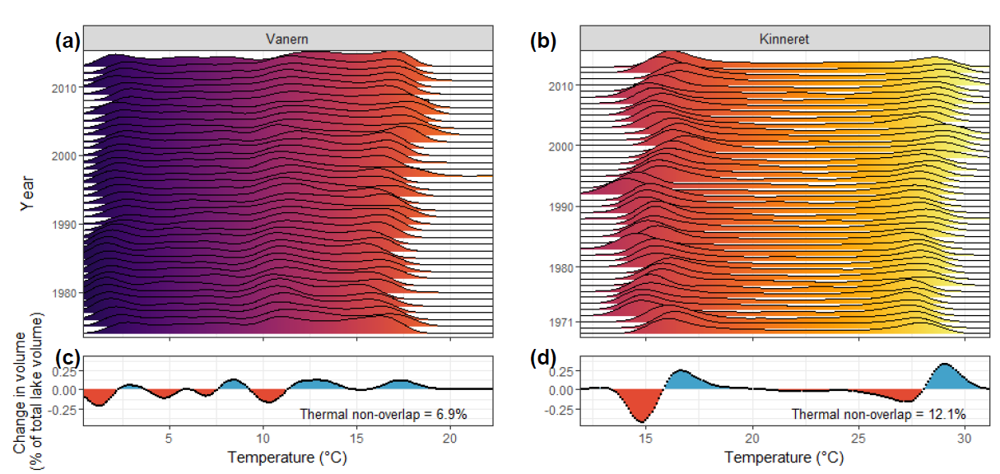 (a)
Vanern
(b)
Kinneret
Year
2010
2000
1990
1980
2010
2000
1990
1980
1971
(c)
(d)
Change in volume
(% of total lake volume)
0.25
0.00
-0.25
Thermal non-overlap = 6.9%
5
10
15
20
Temperature (°C)
0.25
0.00
-0.25
Thermal non-overlap = 12.1%
15
20
25
30
Temperature (°C)